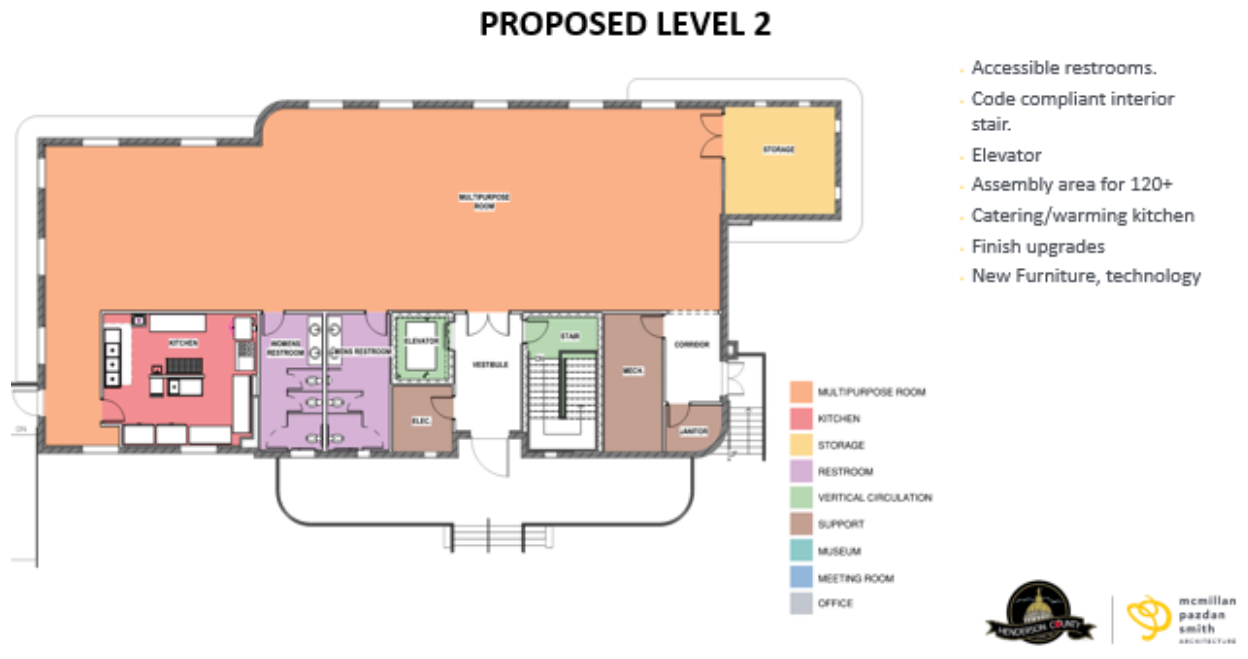 PROPOSED LEVEL 2
Accessible restrooms.
Code compliant interior
stair.
Elevator
Assembly area for 120+
Catering/warming kitchen
Finish upgrades
New Furniture, technology
STORAGE
MULTIPURPOSE
ROOM
KITCHEN
WOMENS
RESTROOM
MENS RESTROOM
ELEVATOR
VESTIBULE
STAIR
DN
MECH.
CORRIDOR
ELEC.
JANITOR
DN
MULTIPURPOSE ROOM
KITCHEN
STORAGE
RESTROOM
VERTICAL CIRCULATION
SUPPORT
MUSEUM
MEETING ROOM
OFFICE
HENDERSON COUNTY
mcmillan
pazdan
smith
ARCHITECTURE